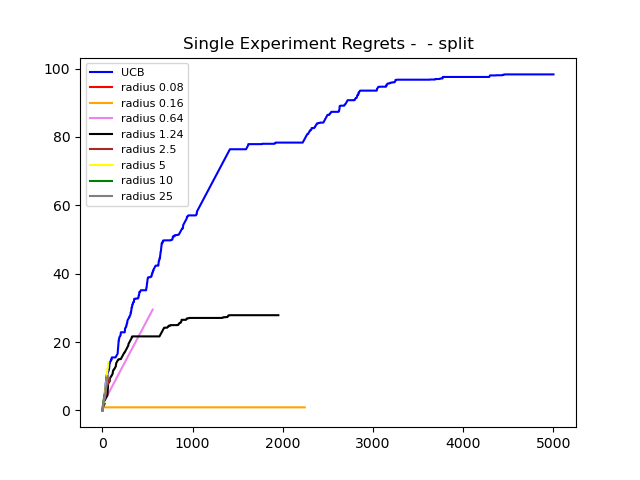 Single Experiment Regrets -  - split
100
80
60
40
20
0
UCB
radius 0.08
radius 0.16
radius 0.64
radius 1.24
radius 2.5
radius 5
radius 10
radius 25
0 1000 2000 3000 4000 5000